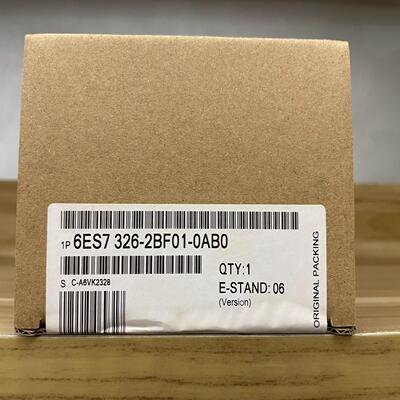 1P 6ES7 326-2BF01-0AB0
QTY:1
S C-A6VK2328
E-STAND: 06
(Version)
ORIGINAL PACKING